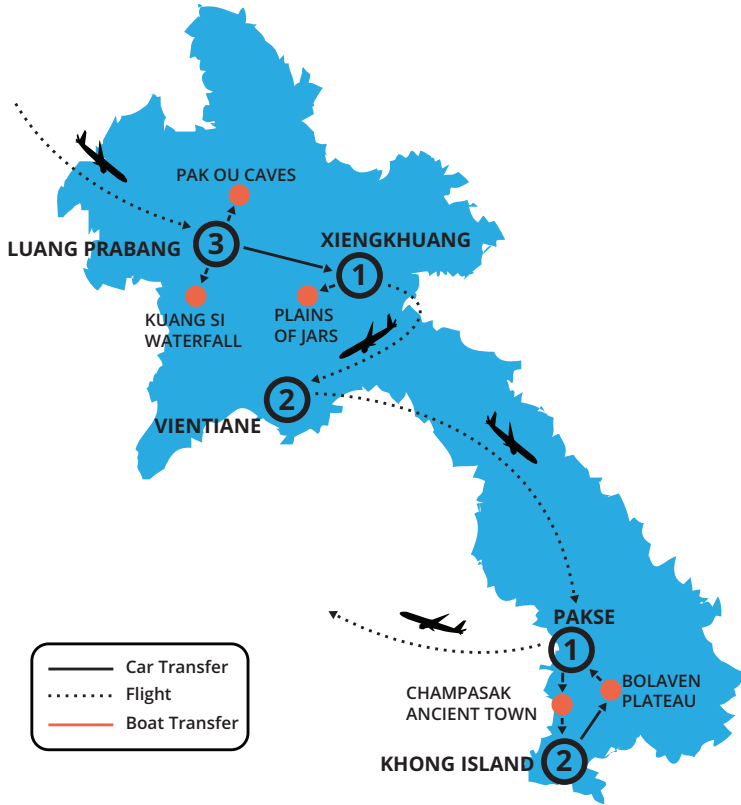 PAK OU CAVES
LUANG PRABANG
3
XIENGKHUANG
1
KUANG SI
WATERFALL
PLAINS
OF JARS
2
VIENTIANE
PAKSE
1
BOLAVEN
PLATEAU
CHAMPASAK
ANCIENT TOWN
KHONG ISLAND
2
Car Transfer
Flight
Boat Transfer